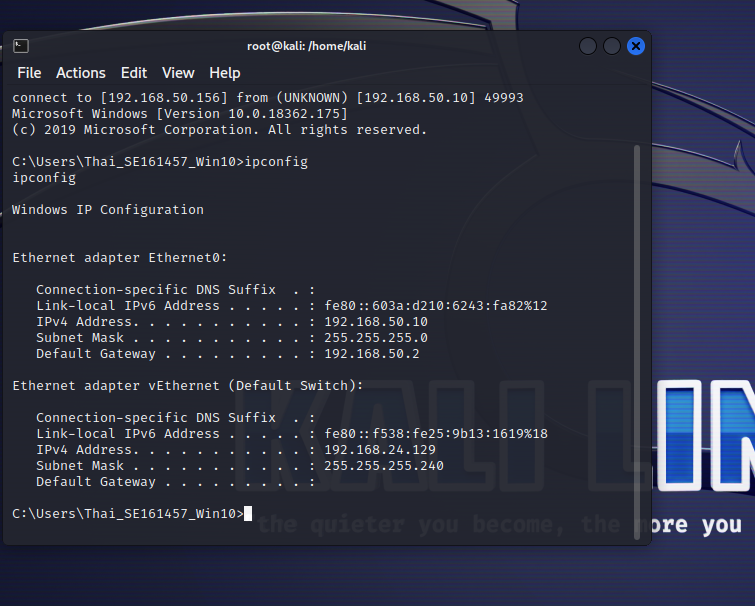 root@kali: /home/kali
File Actions Edit View Help
connect to [192.168.50.156] from (UNKNOWN) [192.168.50.10] 49993
Microsoft Windows [Version 10.0.18362.175]
(c) 2019 Microsoft Corporation. All rights reserved.
C:\Users\Thai_SE161457_Win10>ipconfig
ipconfig
Windows IP Configuration
Ethernet adapter Ethernet0:
Connection-specific DNS Suffix  . :
Link-local IPv6 Address . . . . . : fe80::603a:d210:6243:fa82%12
IPv4 Address. . . . . . . . . . . : 192.168.50.10
Subnet Mask . . . . . . . . . . . : 255.255.255.0
Default Gateway . . . . . . . . . : 192.168.50.2
Ethernet adapter vEthernet (Default Switch):
Connection-specific DNS Suffix  . :
Link-local IPv6 Address . . . . . : fe80::f538:fe25:9b13:1619%18
IPv4 Address. . . . . . . . . . . : 192.168.24.129
Subnet Mask . . . . . . . . . . . : 255.255.255.240
Default Gateway . . . . . . . . . :
C:\Users\Thai_SE161457_Win10>
KALI LIN
the quieter you become, the more you